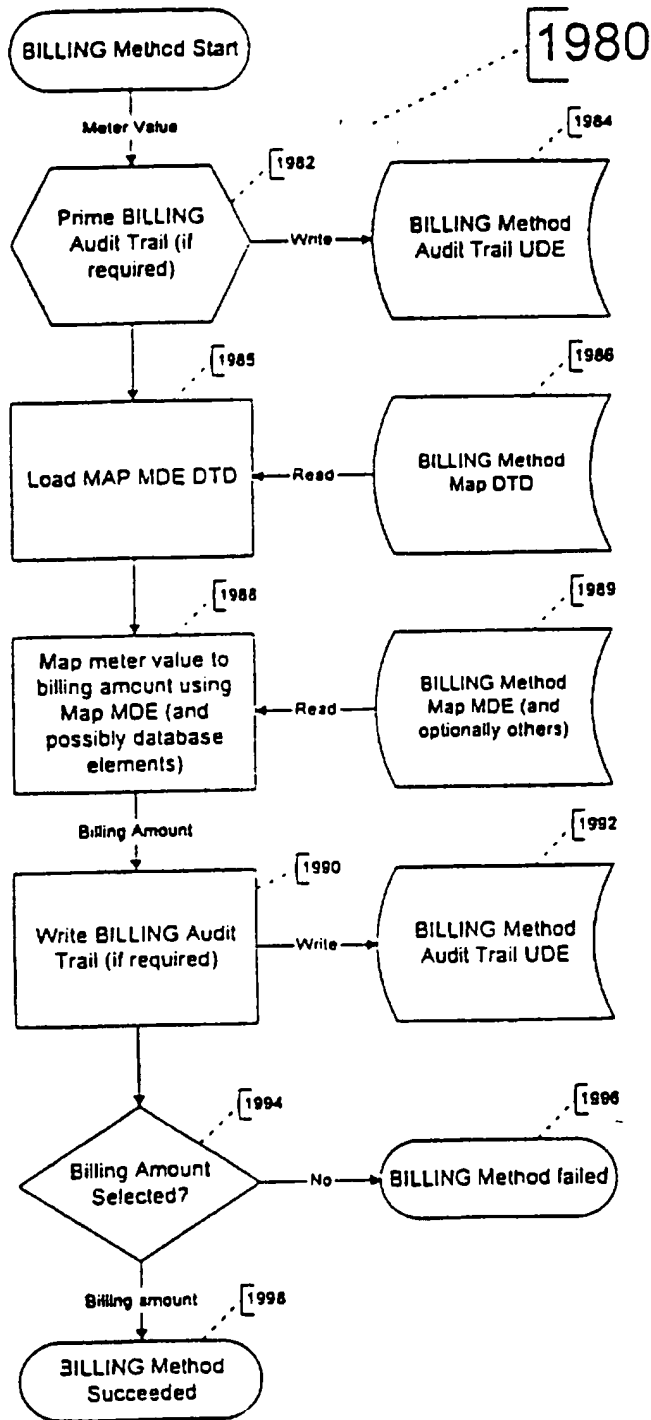 BILLING Method Start
1980
Meter Value
1984
1982
Prime BILLING
Audit Trail (if
required)
Write
BILLING Method
Audit Trail UDE
1985
1986
Load MAP MDE DTD
Read
BILLING Method
Map DTD
1988
1989
Map meter value to
billing amount using
Map MDE (and
possibly database
elements)
Read
BILLING Method
Map MDE (and
optionally others)
Billing Amount
1990
1992
Write BILLING Audit
Trail (if required)
Write
BILLING Method
Audit Trail UDE
1994
1996
Billing Amount
Selected?
No
BILLING Method failed
Billing amount
1998
BILLING Method
Succeeded